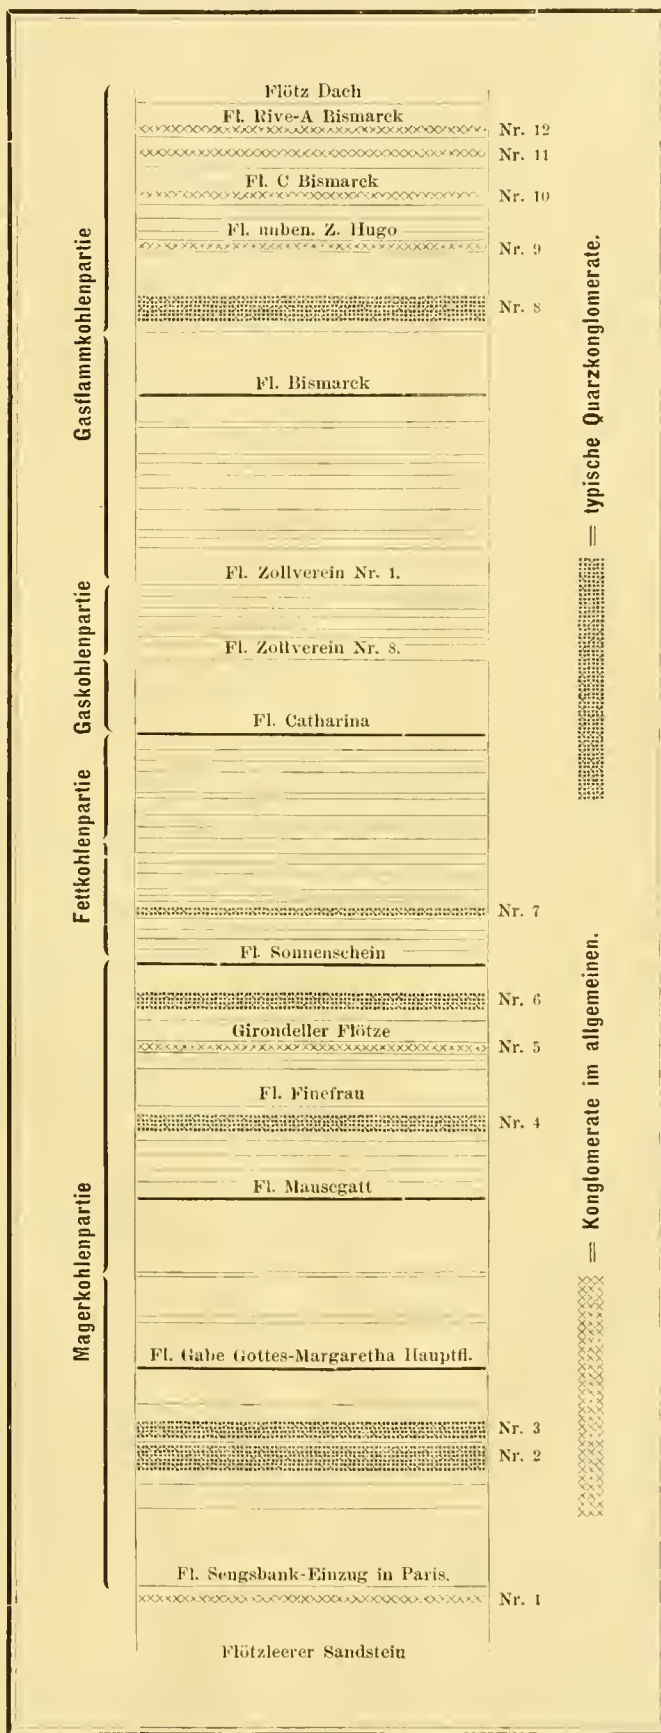 Flötz Dach
Fl. Rive-A Bismarck
Nr. 12
Nr. 11
Fl. C Bismarck
Nr. 10
Fl. unben. Z. Hugo
Nr. 9
Nr. 8
Fl. Bismarck
Fl. Zollverein Nr. 1.
Fl. Zollverein Nr. 8.
Fl. Catharina
Nr. 7
Fl. Sonnenschein
Nr. 6
Girondeller Flötze
Nr. 5
Fl. Finefrau
Nr. 4
Fl. Mausegatt
Fl. Gabe Gottes-Margaretha Hauptfl.
Nr. 3
Nr. 2
Fl. Sengsbank-Einzug in Paris.
Nr. 1
Flötzleerer Sandstein
Gasflammkohlenpartie
Gaskohlenpartie
Fettkohlenpartie
Magerkohlenpartie
= typische Quarzkonglomerate.
= Konglomerate im allgemeinen.